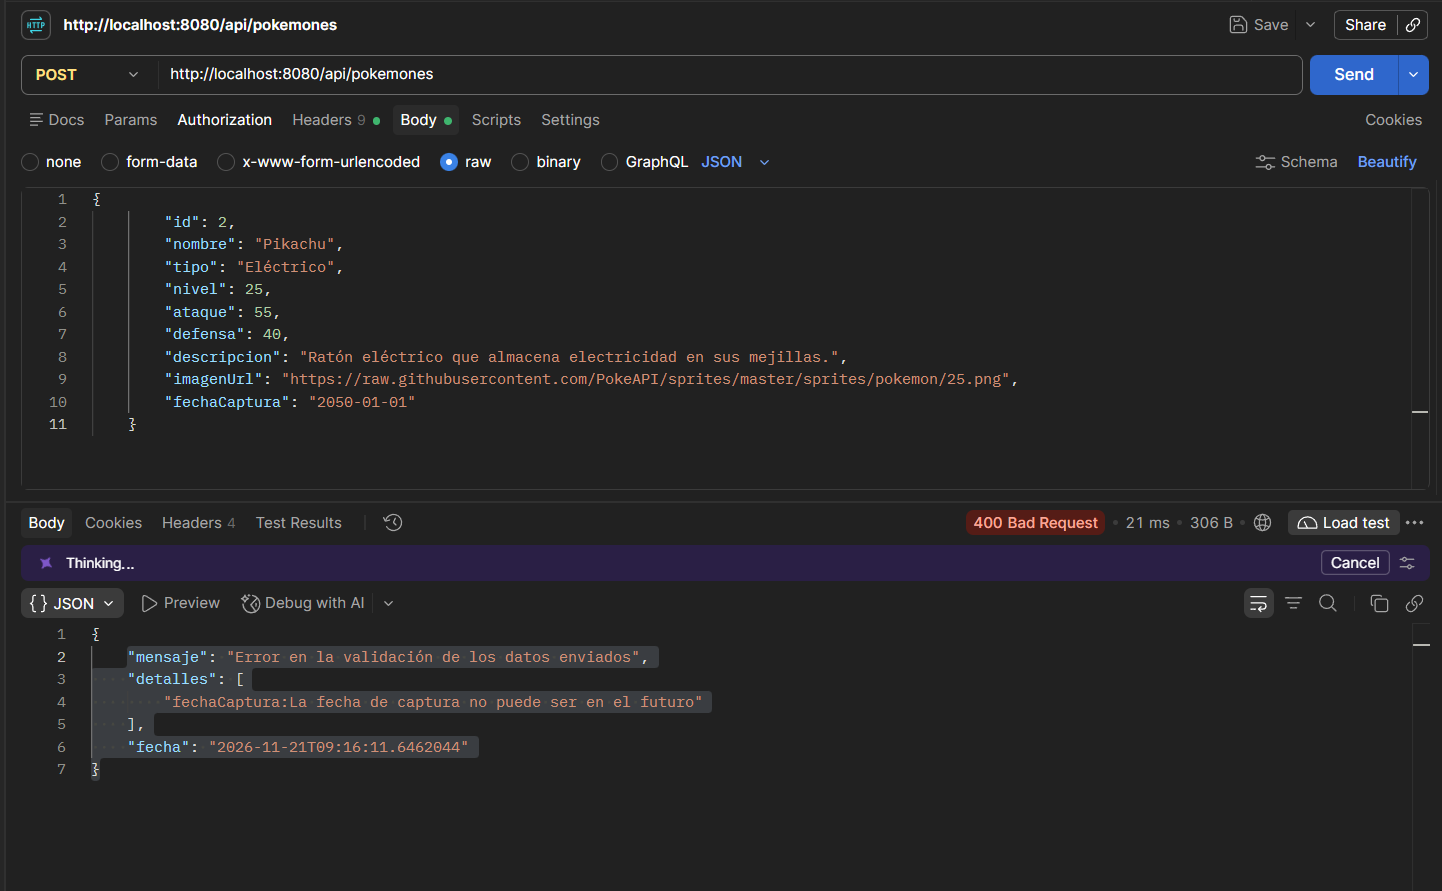 HTTP http://localhost:8080/api/pokemones Save Share
POST http://localhost:8080/api/pokemones Send
Docs Params Authorization Headers 9 Body Scripts Settings Cookies
none form-data x-www-form-urlencoded raw binary GraphQL JSON Schema Beautify
1 {
2 "id": 2,
3 "nombre": "Pikachu",
4 "tipo": "Eléctrico",
5 "nivel": 25,
6 "ataque": 55,
7 "defensa": 40,
8 "descripcion": "Ratón eléctrico que almacena electricidad en sus mejillas.",
9 "imagenUrl": "https://raw.githubusercontent.com/PokeAPI/sprites/master/sprites/pokemon/25.png",
10 "fechaCaptura": "2050-01-01"
11 }
Body Cookies Headers 4 Test Results 400 Bad Request • 21 ms • 306 B • Load test
Thinking... Cancel
{} JSON Preview Debug with AI
1 {
2 "mensaje": "Error en la validación de los datos enviados",
3 "detalles": [
4 "fechaCaptura:La fecha de captura no puede ser en el futuro"
5 ],
6 "fecha": "2026-11-21T09:16:11.6462044"
7 }